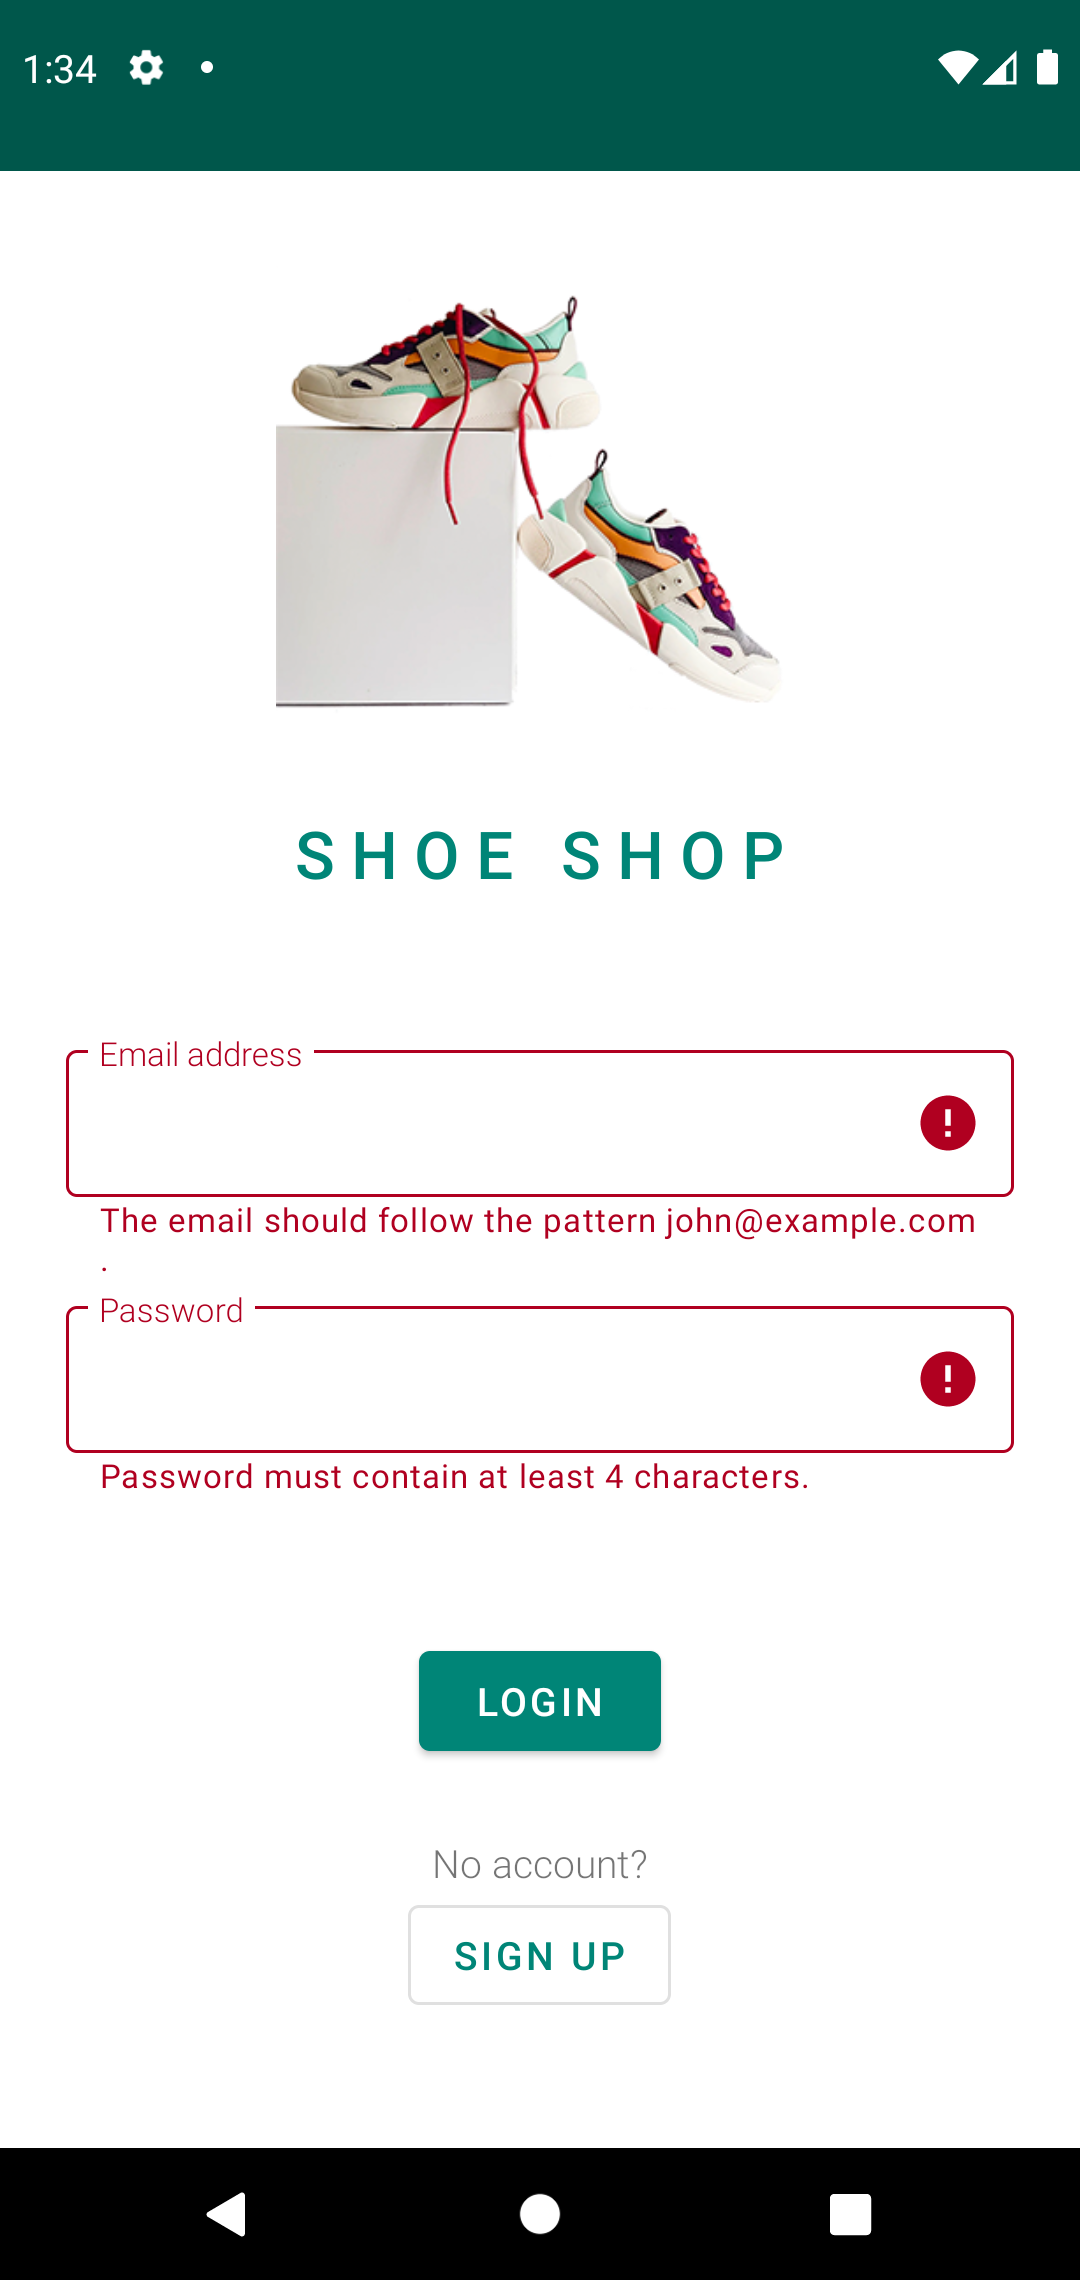 1:34
SHOE SHOP
Email address
The email should follow the pattern john@example.com
.
Password
Password must contain at least 4 characters.
LOGIN
No account?
SIGN UP